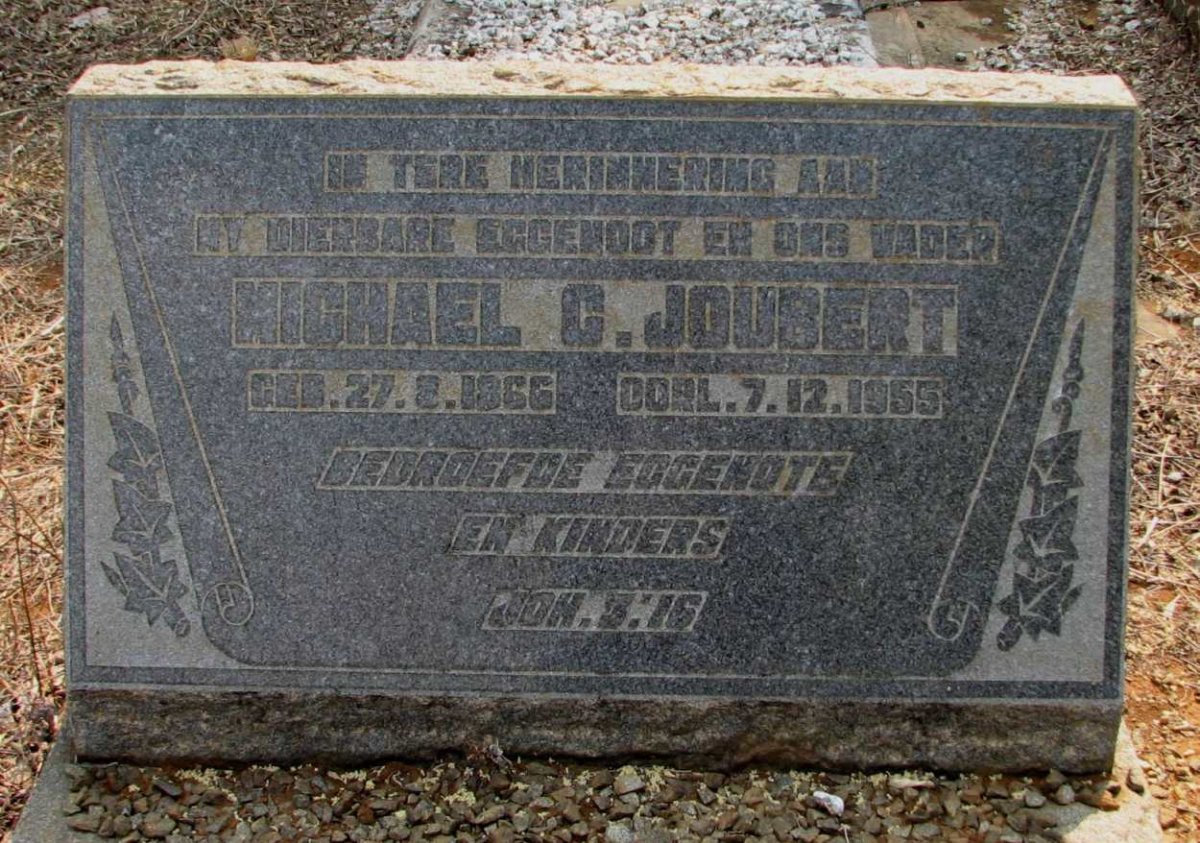 IN TERE HERINNERING AAN
MY DIERBARE EGGENOOT EN ONS VADER
MICHAEL C. JOUBERT
GEB. 27.8.1866 OORL. 7.12.1955
BEDROEFDE EGGENOTE
EN KINDERS
JOH. 3:16